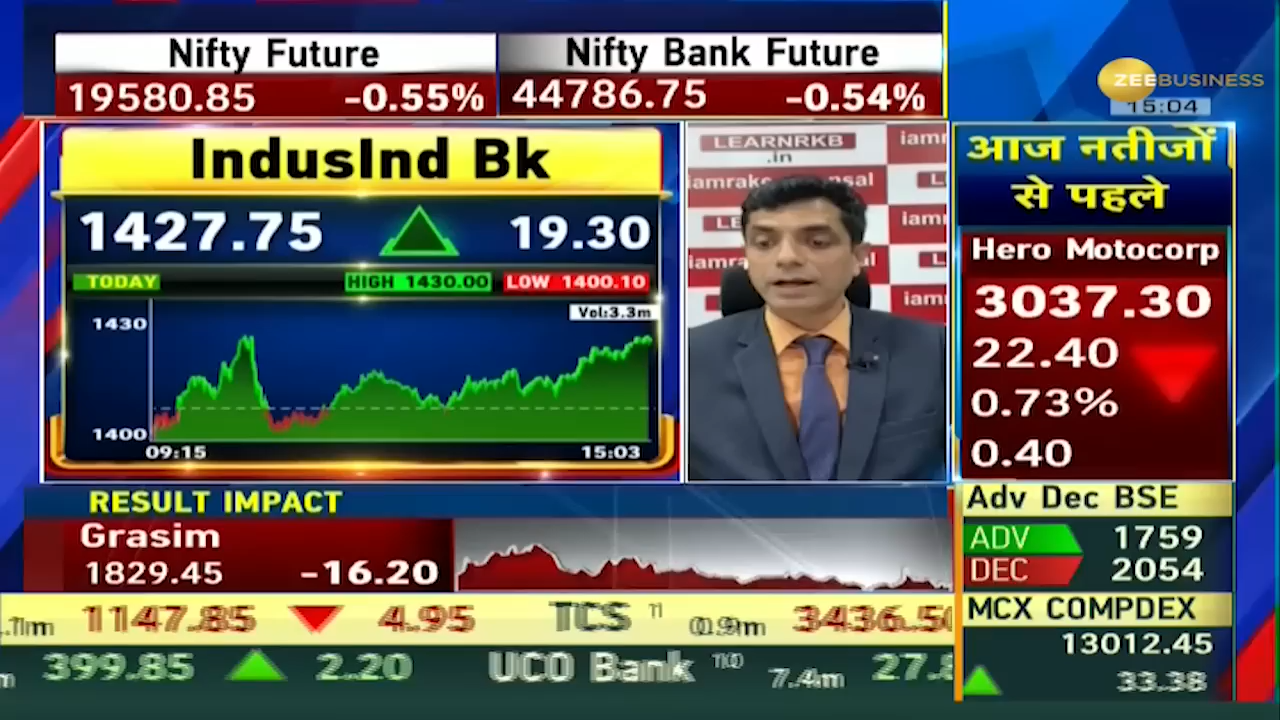 Nifty Future
Nifty Bank Future
19580.85 -0.55%
44786.75 -0.54%
ZEEBUSINESS
15:04
IndusInd Bk
1427.75 19.30
TODAY HIGH 1430.00 LOW 1400.10
Vol:3.3m
1430
1400
09:15 15:03
LEARNRKB
.in
iam
आज नतीजों
से पहले
Hero Motocorp
3037.30
22.40
0.73%
0.40
RESULT IMPACT
Grasim
1829.45 -16.20
Adv Dec BSE
ADV 1759
DEC 2054
MCX COMPDEX
13012.45
33.38
1147.85 4.95 TCS 0.9m 3436.50
399.85 2.20 UCO Bank 7.4m 27.8